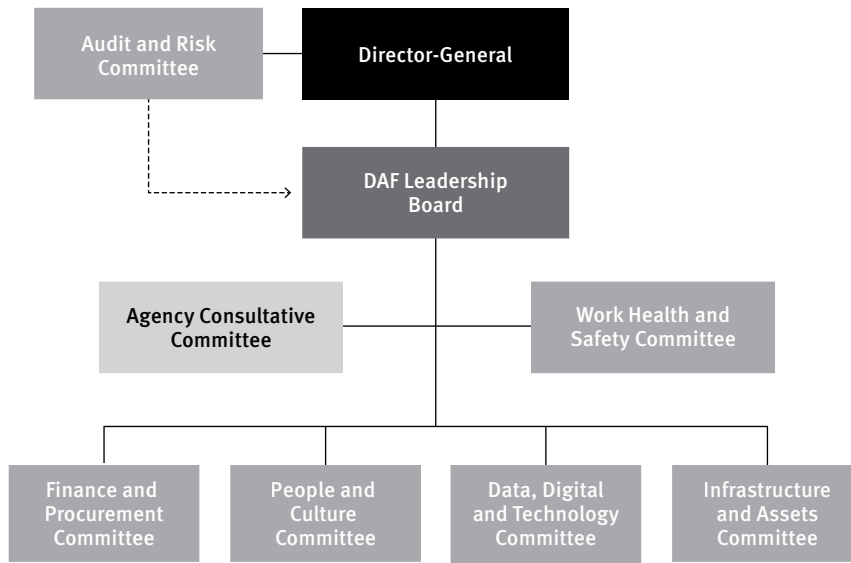 Audit and Risk
Committee
Director-General
DAF Leadership
Board
Agency Consultative
Committee
Work Health and
Safety Committee
Finance and
Procurement
Committee
People and
Culture
Committee
Data, Digital
and Technology
Committee
Infrastructure
and Assets
Committee